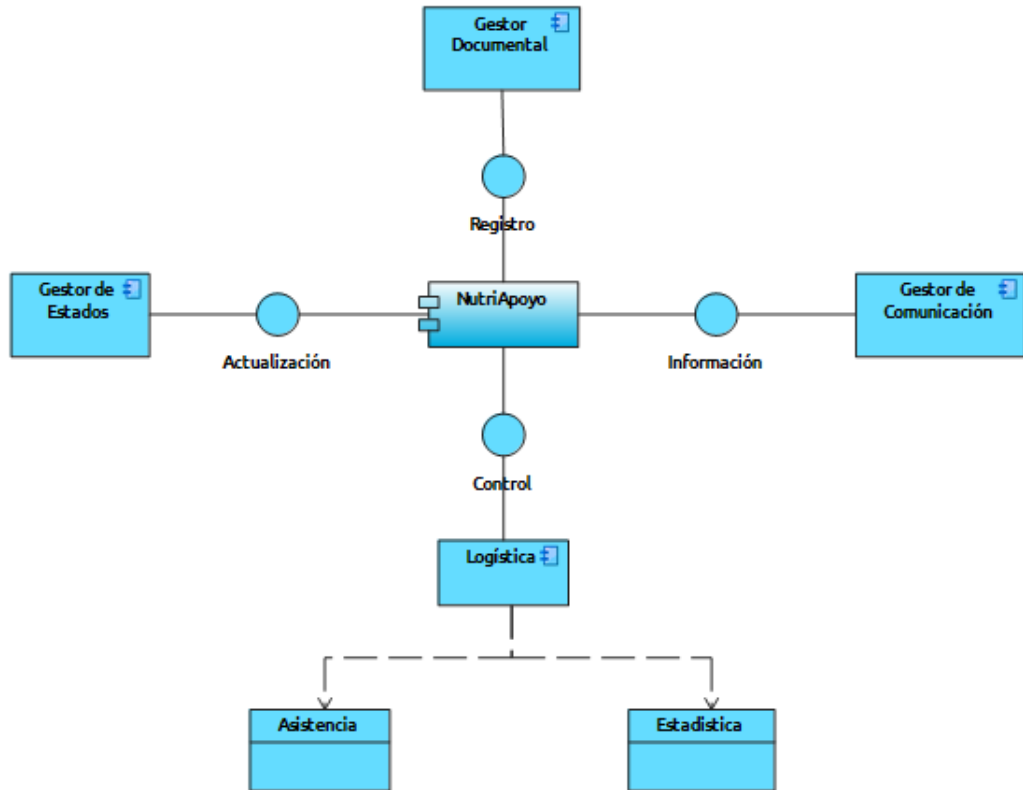 Gestor
Documental
Registro
Gestor de
Estados
Actualización
NutriApoyo
Información
Gestor de
Comunicación
Control
Logística
Asistencia
Estadistica